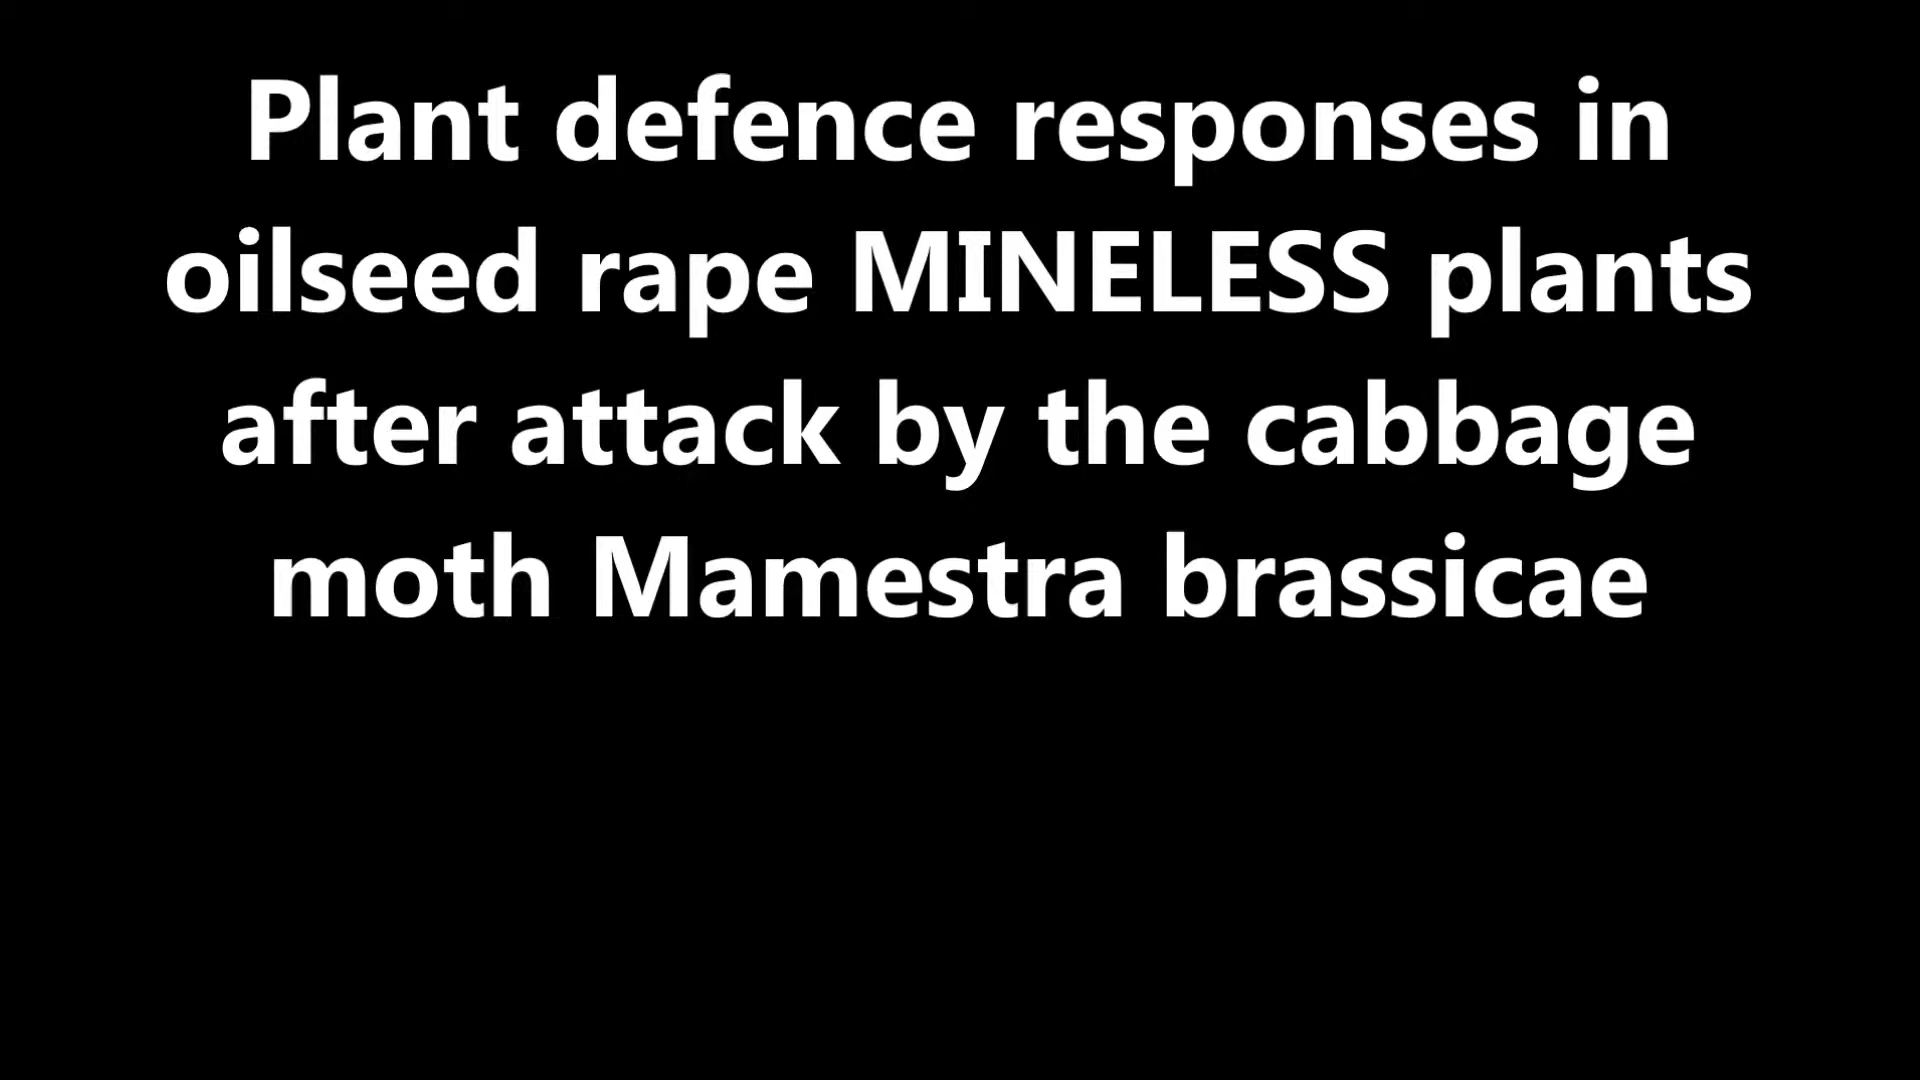 Plant defence responses in
oilseed rape MINELESS plants
after attack by the cabbage
moth Mamestra brassicae